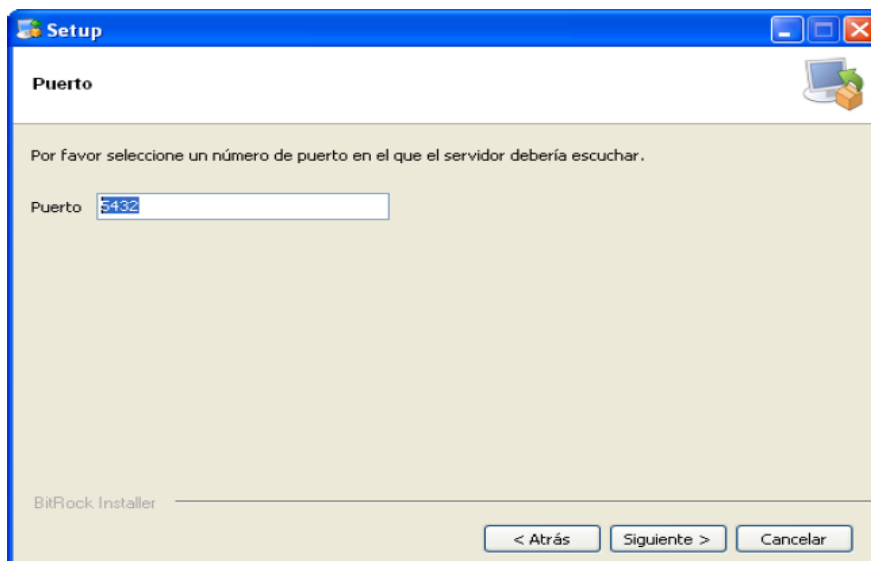 Setup
Puerto
Por favor seleccione un número de puerto en el que el servidor debería escuchar.
Puerto 5432
BitRock Installer
< Atrás Siguiente > Cancelar